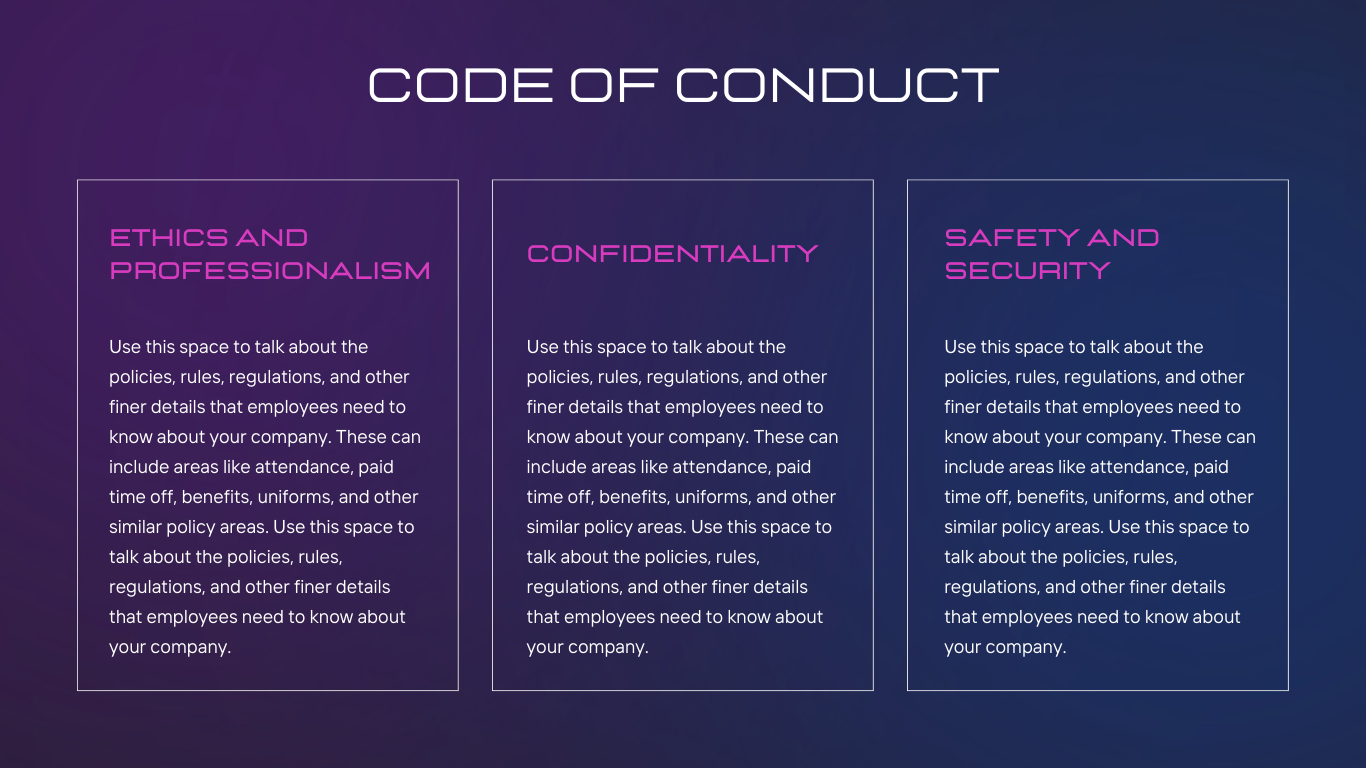 CODE OF CONDUCT
ETHICS AND
PROFESSIONALISM
Use this space to talk about the
policies, rules, regulations, and other
finer details that employees need to
know about your company. These can
include areas like attendance, paid
time off, benefits, uniforms, and other
similar policy areas. Use this space to
talk about the policies, rules,
regulations, and other finer details
that employees need to know about
your company.
CONFIDENTIALITY
Use this space to talk about the
policies, rules, regulations, and other
finer details that employees need to
know about your company. These can
include areas like attendance, paid
time off, benefits, uniforms, and other
similar policy areas. Use this space to
talk about the policies, rules,
regulations, and other finer details
that employees need to know about
your company.
SAFETY AND
SECURITY
Use this space to talk about the
policies, rules, regulations, and other
finer details that employees need to
know about your company. These can
include areas like attendance, paid
time off, benefits, uniforms, and other
similar policy areas. Use this space to
talk about the policies, rules,
regulations, and other finer details
that employees need to know about
your company.